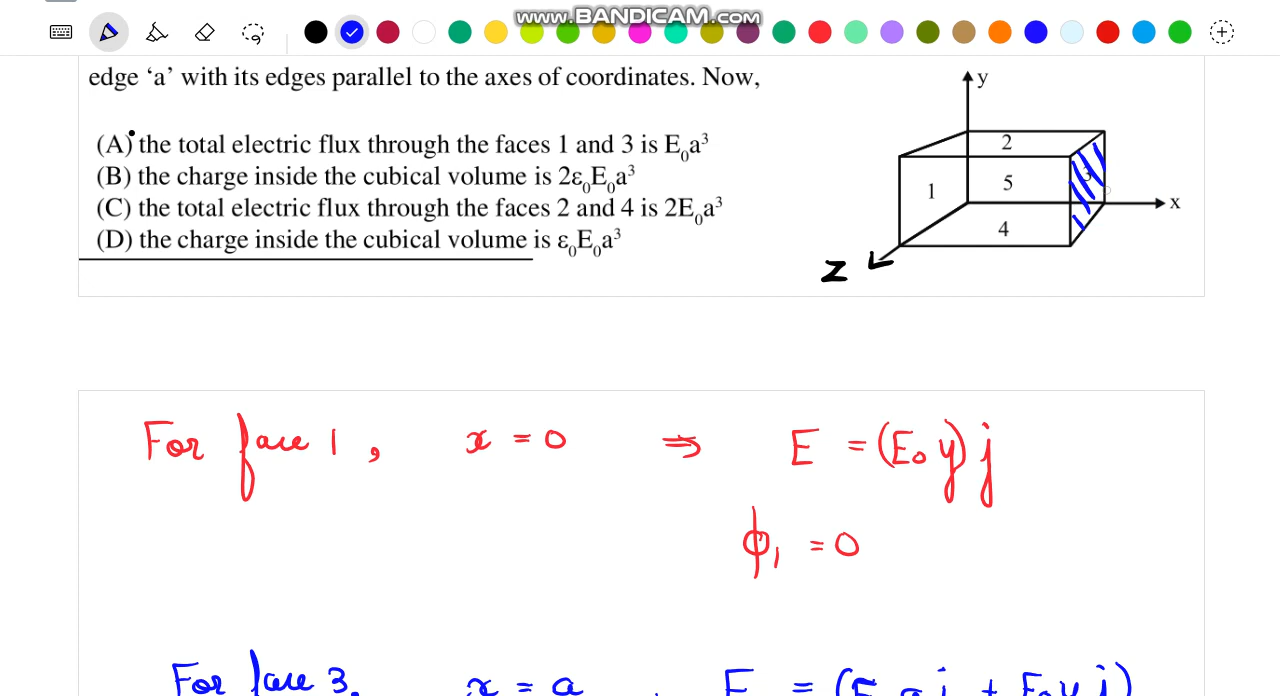 www.BANDICAM.com
edge ‘a’ with its edges parallel to the axes of coordinates. Now,
(A) the total electric flux through the faces 1 and 3 is E₀a³
(B) the charge inside the cubical volume is 2ε₀E₀a³
(C) the total electric flux through the faces 2 and 4 is 2E₀a³
(D) the charge inside the cubical volume is ε₀E₀a³
y
2
1
5
3
x
4
Z
For face 1, x = 0 ⇒ E = (E₀ y) j
ϕ₁ = 0
For face 3, x = a, E = (E₀ a i + E₀ y j)